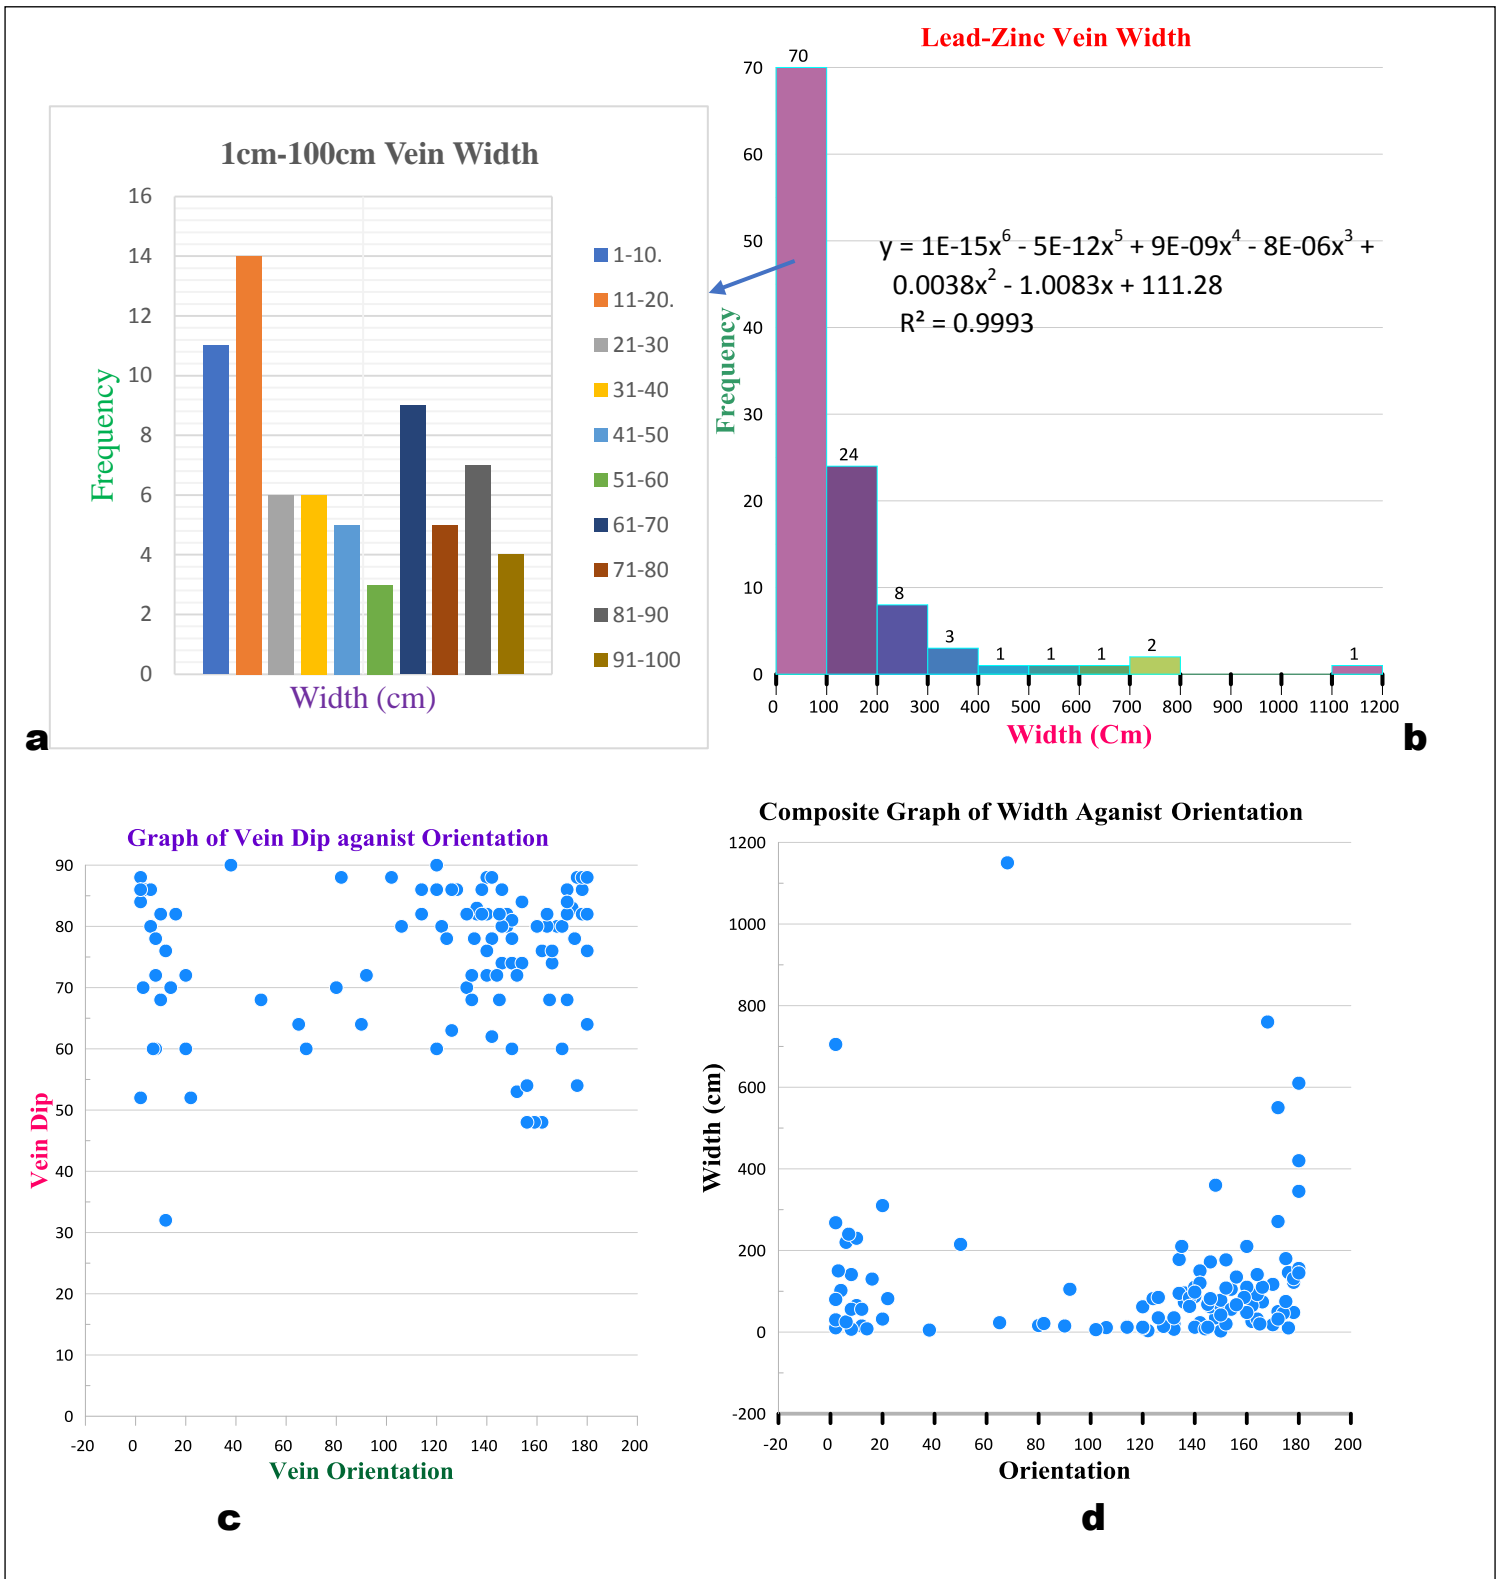 1cm-100cm Vein Width
16
14
12
10
8
6
4
2
0
Frequency
Width (cm)
1-10.
11-20.
21-30
31-40
41-50
51-60
61-70
71-80
81-90
91-100
a
Lead-Zinc Vein Width
70
60
50
40
30
20
10
0
Frequency
70
24
8
3
1
1
1
2
1
y = 1E-15x⁶ - 5E-12x⁵ + 9E-09x⁴ - 8E-06x³ +
0.0038x² - 1.0083x + 111.28
R² = 0.9993
0 100 200 300 400 500 600 700 800 900 1000 1100 1200
Width (Cm)
b
Graph of Vein Dip aganist Orientation
90
80
70
60
50
40
30
20
10
0
Vein Dip
-20 0 20 40 60 80 100 120 140 160 180 200
Vein Orientation
c
Composite Graph of Width Aganist Orientation
1200
1000
800
600
400
200
0
-200
Width (cm)
-20 0 20 40 60 80 100 120 140 160 180 200
Orientation
d